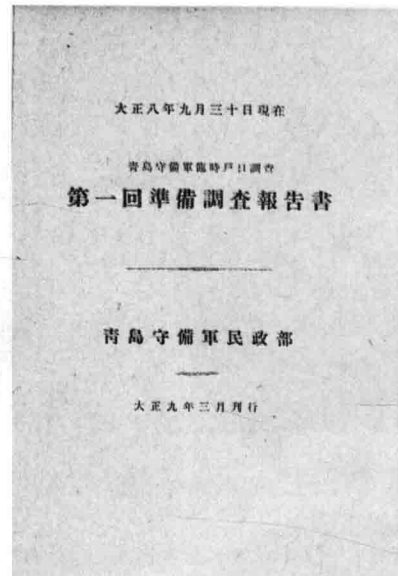 大正八年九月三十日現在
青島守備軍臨時戶口調査
第一回準備調査報告書
青島守備軍民政部
大正九年三月刊行